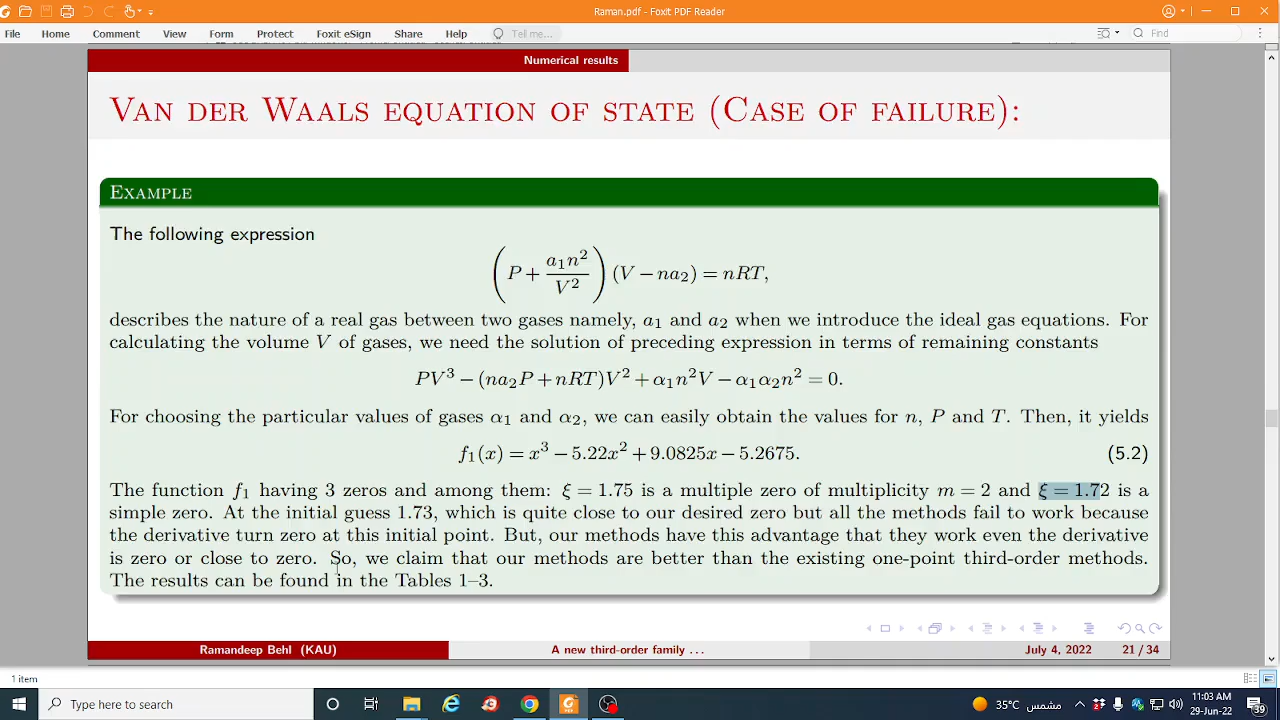 Raman.pdf - Foxit PDF Reader
File Home Comment View Form Protect Foxit eSign Share Help Tell me... Find
Numerical results
VAN DER WAALS EQUATION OF STATE (CASE OF FAILURE):
EXAMPLE
The following expression
(P + a₁n²/V²) (V − na₂) = nRT,
describes the nature of a real gas between two gases namely, a₁ and a₂ when we introduce the ideal gas equations. For
calculating the volume V of gases, we need the solution of preceding expression in terms of remaining constants
PV³ − (na₂P + nRT)V² + α₁n²V − α₁α₂n² = 0.
For choosing the particular values of gases α₁ and α₂, we can easily obtain the values for n, P and T. Then, it yields
f₁(x) = x³ − 5.22x² + 9.0825x − 5.2675. (5.2)
The function f₁ having 3 zeros and among them: ξ = 1.75 is a multiple zero of multiplicity m = 2 and ξ = 1.72 is a
simple zero. At the initial guess 1.73, which is quite close to our desired zero but all the methods fail to work because
the derivative turn zero at this initial point. But, our methods have this advantage that they work even the derivative
is zero or close to zero. So, we claim that our methods are better than the existing one-point third-order methods.
The results can be found in the Tables 1–3.
Ramandeep Behl (KAU) A new third-order family ... July 4, 2022 21 / 34
1 item
Type here to search 35°C مشمس 11:03 AM
29-Jun-22